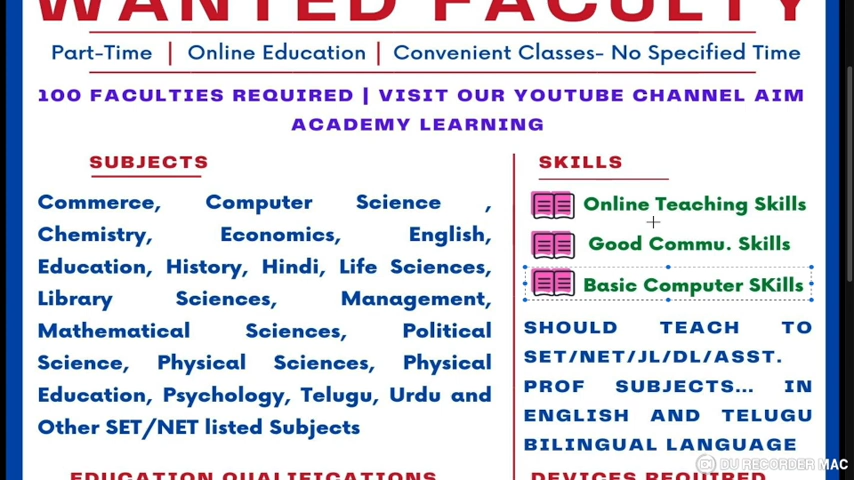 WANTED FACULTY
Part-Time | Online Education | Convenient Classes- No Specified Time
100 FACULTIES REQUIRED | VISIT OUR YOUTUBE CHANNEL AIM
ACADEMY LEARNING
SUBJECTS
Commerce, Computer Science ,
Chemistry, Economics, English,
Education, History, Hindi, Life Sciences,
Library Sciences, Management,
Mathematical Sciences, Political
Science, Physical Sciences, Physical
Education, Psychology, Telugu, Urdu and
Other SET/NET listed Subjects
SKILLS
Online Teaching Skills
Good Commu. Skills
Basic Computer SKills
SHOULD TEACH TO
SET/NET/JL/DL/ASST.
PROF SUBJECTS... IN
ENGLISH AND TELUGU
BILINGUAL LANGUAGE
EDUCATION QUALIFICATIONS
DEVICES REQUIRED
DU RECORDER MAC